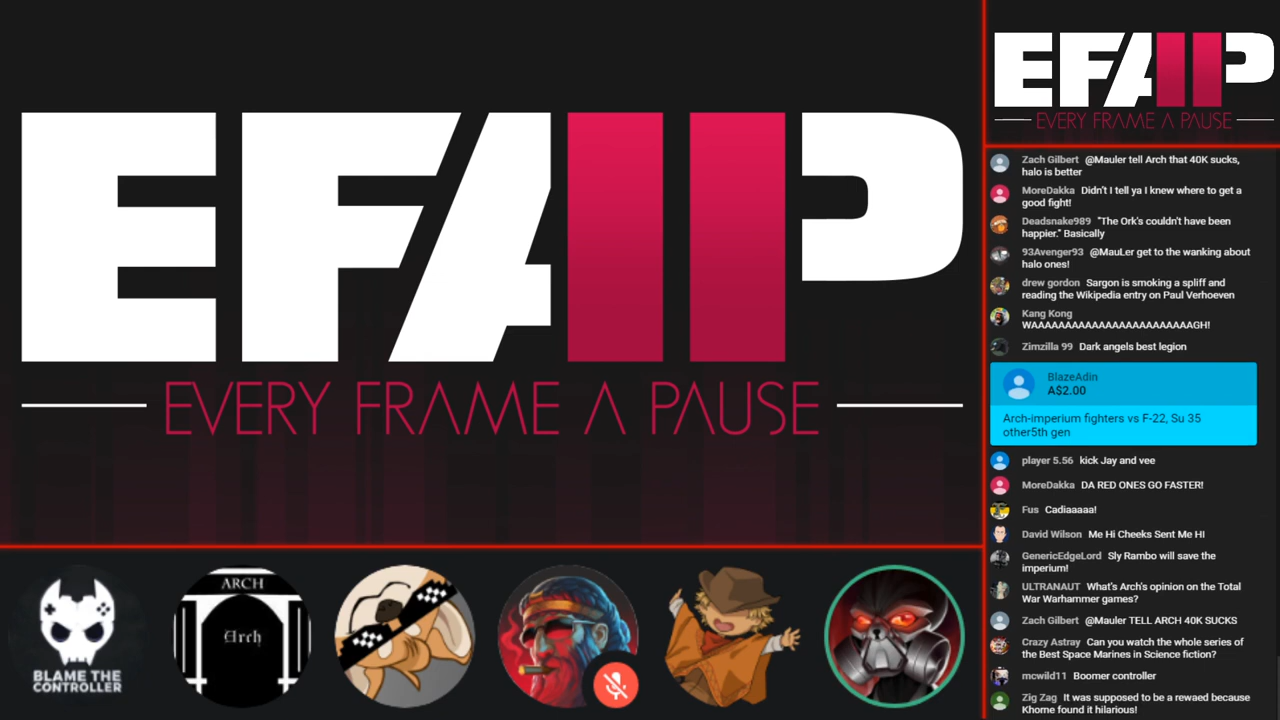 EFAP
EVERY FRAME A PAUSE
BLAME THE
CONTROLLER
ARCH
Arch
EFAP
EVERY FRAME A PAUSE
Zach Gilbert @Mauler tell Arch that 40K sucks,
halo is better
MoreDakka Didn't I tell ya I knew where to get a
good fight!
Deadsnake989 "The Ork's couldn't have been
happier." Basically
93Avenger93 @MauLer get to the wanking about
halo ones!
drew gordon Sargon is smoking a spliff and
reading the Wikipedia entry on Paul Verhoeven
Kang Kong
WAAAAAAAAAAAAAAAAAAAAAAAAGH!
Zimzilla 99 Dark angels best legion
BlazeAdin
A$2.00
Arch-imperium fighters vs F-22, Su 35
other5th gen
player 5.56 kick Jay and vee
MoreDakka DA RED ONES GO FASTER!
Fus Cadiaaaaa!
David Wilson Me Hi Cheeks Sent Me HI
GenericEdgeLord Sly Rambo will save the
imperium!
ULTRANAUT What's Arch's opinion on the Total
War Warhammer games?
Zach Gilbert @Mauler TELL ARCH 40K SUCKS
Crazy Astray Can you watch the whole series of
the Best Space Marines in Science fiction?
mcwild11 Boomer controller
Zig Zag It was supposed to be a rewaed because
Khorne found it hilarious!